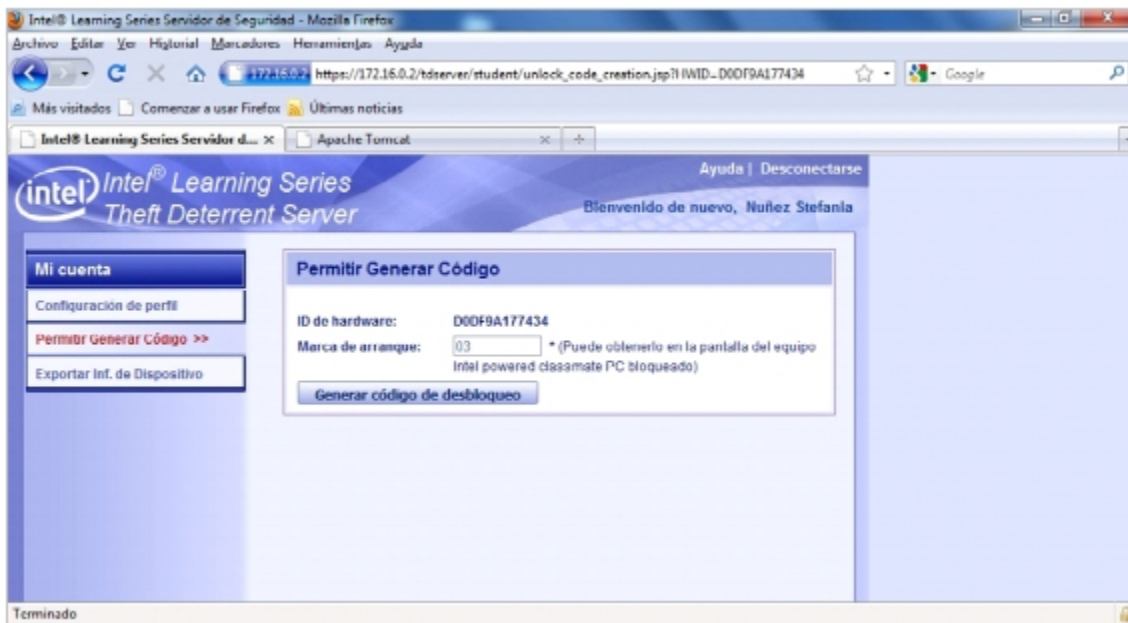 Intel® Learning Series Servidor de Seguridad - Mozilla Firefox
Archivo Editar Ver Historial Marcadores Herramientas Ayuda
172.16.0.2 https://172.16.0.2/tdserver/student/unlock_code_creation.jsp?HWID=D0DF9A177434
Google
Más visitados Comenzar a usar Firefox Últimas noticias
Intel® Learning Series Servidor d... Apache Tomcat
Ayuda | Desconectarse
intel Intel® Learning Series
Theft Deterrent Server
Bienvenido de nuevo, Nuñez Stefania
Mi cuenta
Configuración de perfil
Permitir Generar Código >>
Exportar Inf. de Dispositivo
Permitir Generar Código
ID de hardware: D0DF9A177434
Marca de arranque: 03 * (Puede obtenerlo en la pantalla del equipo
Intel powered classmate PC bloqueado)
Generar código de desbloqueo
Terminado